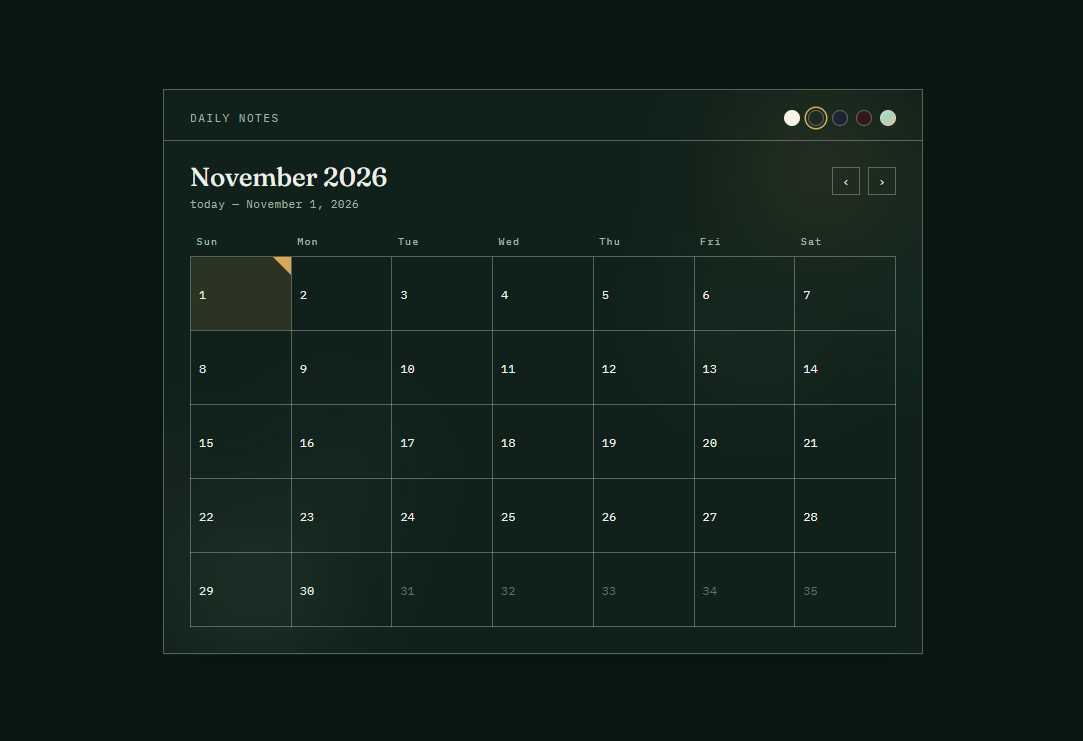 DAILY NOTES
November 2026
‹ ›
today — November 1, 2026
Sun Mon Tue Wed Thu Fri Sat
1 2 3 4 5 6 7
8 9 10 11 12 13 14
15 16 17 18 19 20 21
22 23 24 25 26 27 28
29 30 31 32 33 34 35